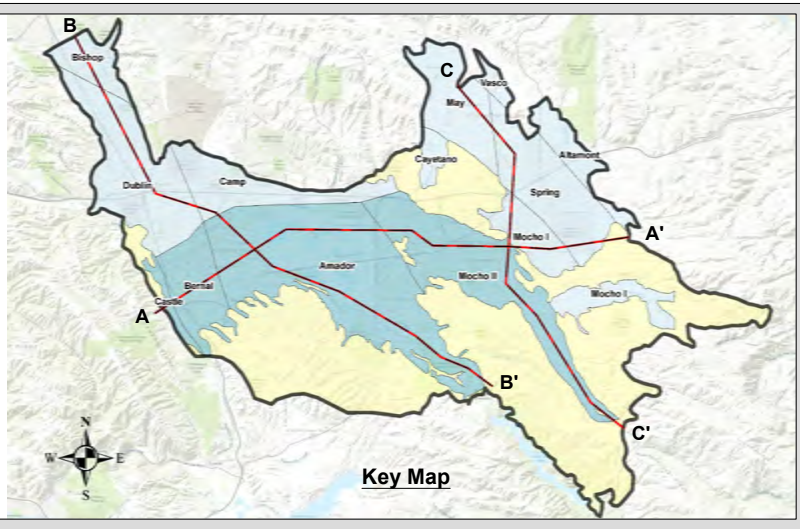 B
Bishop
C
Vasco
May
Altamont
Cayetano
Camp
Dublin
Spring
Mocho I
A'
Amador
Mocho II
Bernal
Mocho I
Castle
A
B'
C'
N
W E
S
Key Map